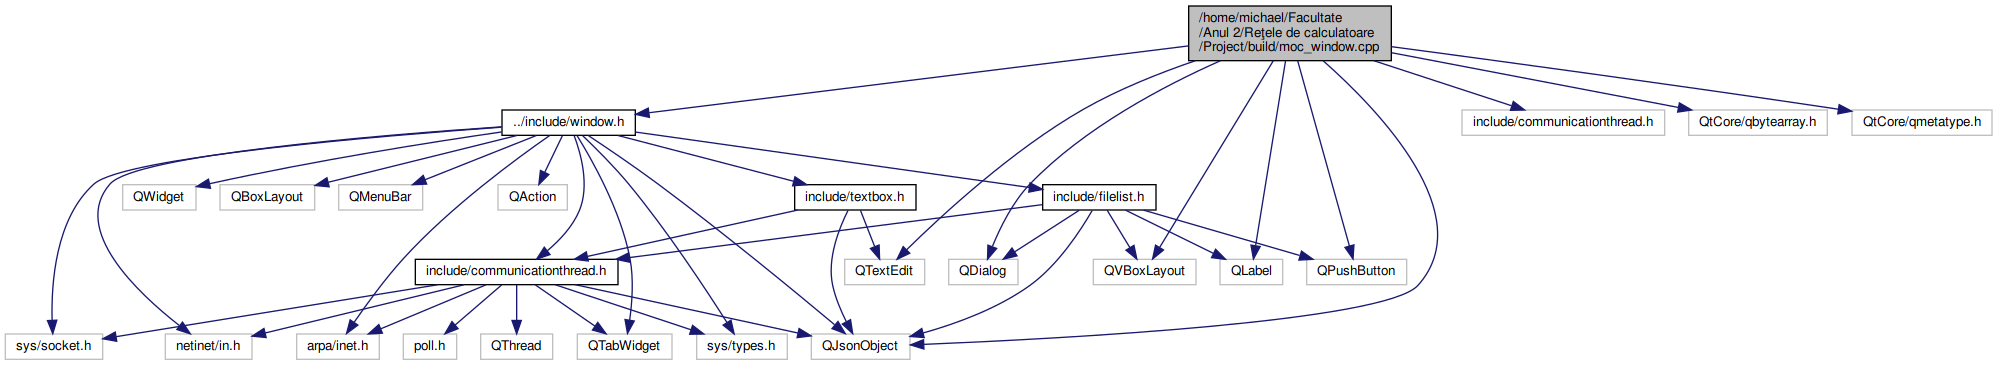 /home/michael/Facultate
/Anul 2/Reţele de calculatoare
/Project/build/moc_window.cpp
../include/window.h
include/communicationthread.h
QtCore/qbytearray.h
QtCore/qmetatype.h
QWidget
QBoxLayout
QMenuBar
QAction
include/textbox.h
include/filelist.h
include/communicationthread.h
QTextEdit
QDialog
QVBoxLayout
QLabel
QPushButton
sys/socket.h
netinet/in.h
arpa/inet.h
poll.h
QThread
QTabWidget
sys/types.h
QJsonObject